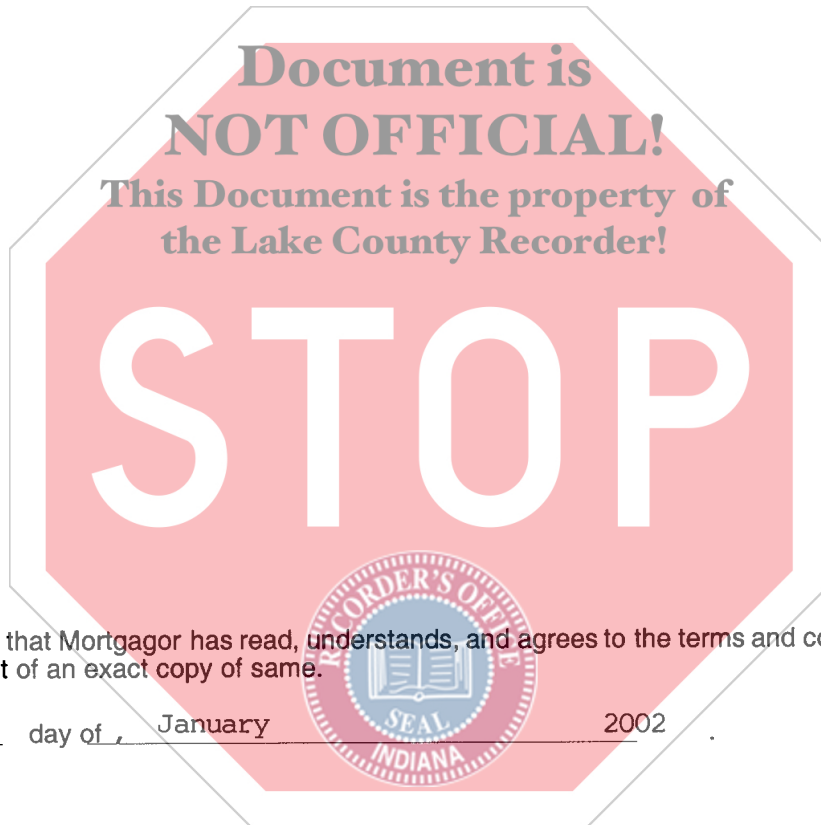 Document is
NOT OFFICIAL!
This Document is the property of
the Lake County Recorder!
STOP
RECORDER'S OFFICE
that Mortgagor has read, understands, and agrees to the terms and co
t of an exact copy of same.
day of , January 2002 .
SEAL
INDIANA